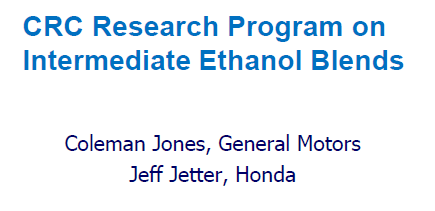 CRC Research Program on
Intermediate Ethanol Blends
Coleman Jones, General Motors
Jeff Jetter, Honda